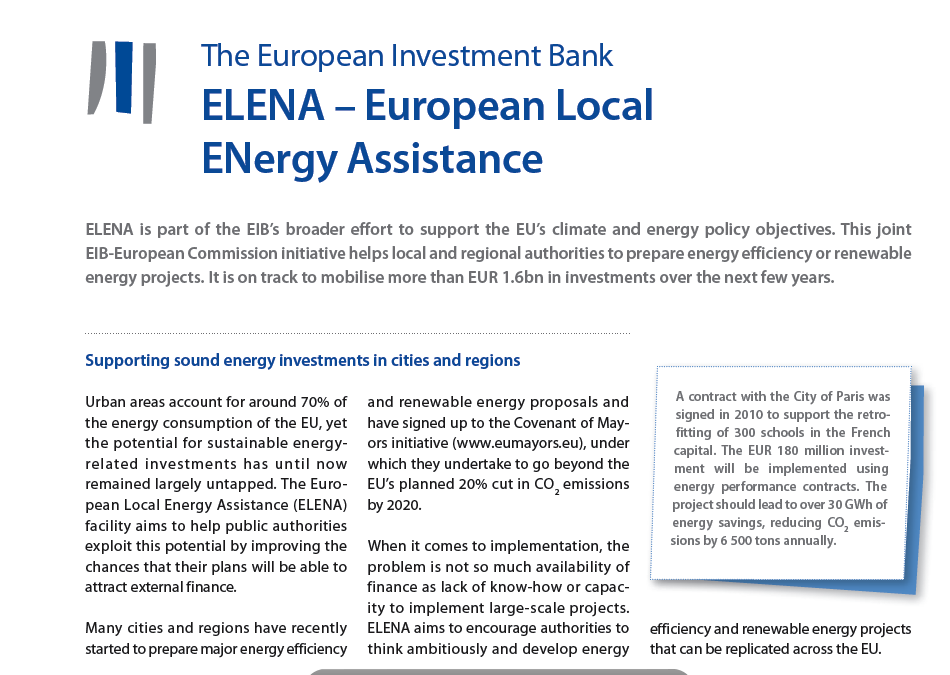 The European Investment Bank
ELENA – European Local
ENergy Assistance
ELENA is part of the EIB's broader effort to support the EU's climate and energy policy objectives. This joint
EIB-European Commission initiative helps local and regional authorities to prepare energy efficiency or renewable
energy projects. It is on track to mobilise more than EUR 1.6bn in investments over the next few years.
Supporting sound energy investments in cities and regions
Urban areas account for around 70% of
the energy consumption of the EU, yet
the potential for sustainable energy-
related investments has until now
remained largely untapped. The Euro-
pean Local Energy Assistance (ELENA)
facility aims to help public authorities
exploit this potential by improving the
chances that their plans will be able to
attract external finance.
Many cities and regions have recently
started to prepare major energy efficiency
and renewable energy proposals and
have signed up to the Covenant of May-
ors initiative (www.eumayors.eu), under
which they undertake to go beyond the
EU's planned 20% cut in CO2 emissions
by 2020.
When it comes to implementation, the
problem is not so much availability of
finance as lack of know-how or capac-
ity to implement large-scale projects.
ELENA aims to encourage authorities to
think ambitiously and develop energy
efficiency and renewable energy projects
that can be replicated across the EU.
A contract with the City of Paris was
signed in 2010 to support the retro-
fitting of 300 schools in the French
capital. The EUR 180 million invest-
ment will be implemented using
energy performance contracts. The
project should lead to over 30 GWh of
energy savings, reducing CO2 emis-
sions by 6 500 tons annually.